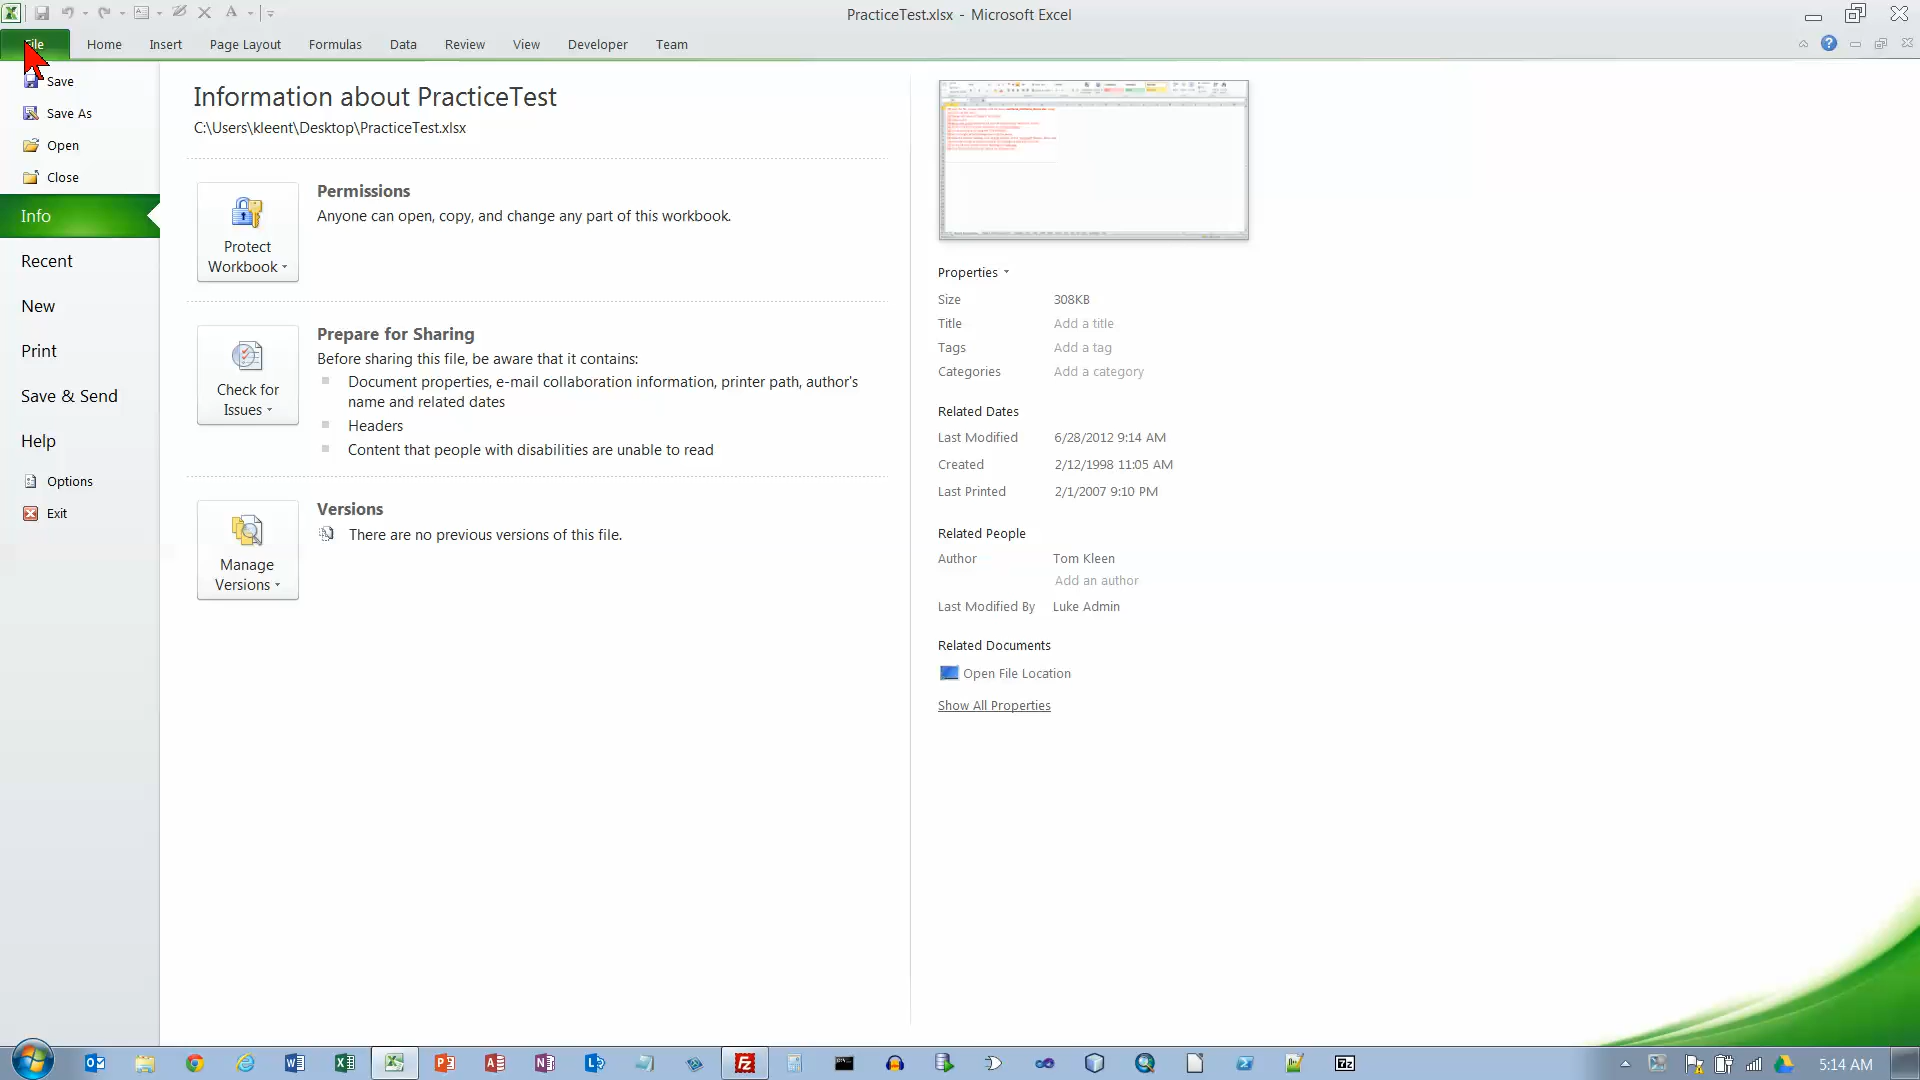 PracticeTest.xlsx - Microsoft Excel
Home Insert Page Layout Formulas Data Review View Developer Team
Save
Save As
Open
Close
Info
Recent
New
Print
Save & Send
Help
Options
Exit
Information about PracticeTest
C:\Users\kleent\Desktop\PracticeTest.xlsx
Protect
Workbook
Permissions
Anyone can open, copy, and change any part of this workbook.
Check for
Issues
Prepare for Sharing
Before sharing this file, be aware that it contains:
Document properties, e-mail collaboration information, printer path, author's
name and related dates
Headers
Content that people with disabilities are unable to read
Manage
Versions
Versions
There are no previous versions of this file.
Properties
Size 308KB
Title Add a title
Tags Add a tag
Categories Add a category
Related Dates
Last Modified 6/28/2012 9:14 AM
Created 2/12/1998 11:05 AM
Last Printed 2/1/2007 9:10 PM
Related People
Author Tom Kleen
Add an author
Last Modified By Luke Admin
Related Documents
Open File Location
Show All Properties
5:14 AM